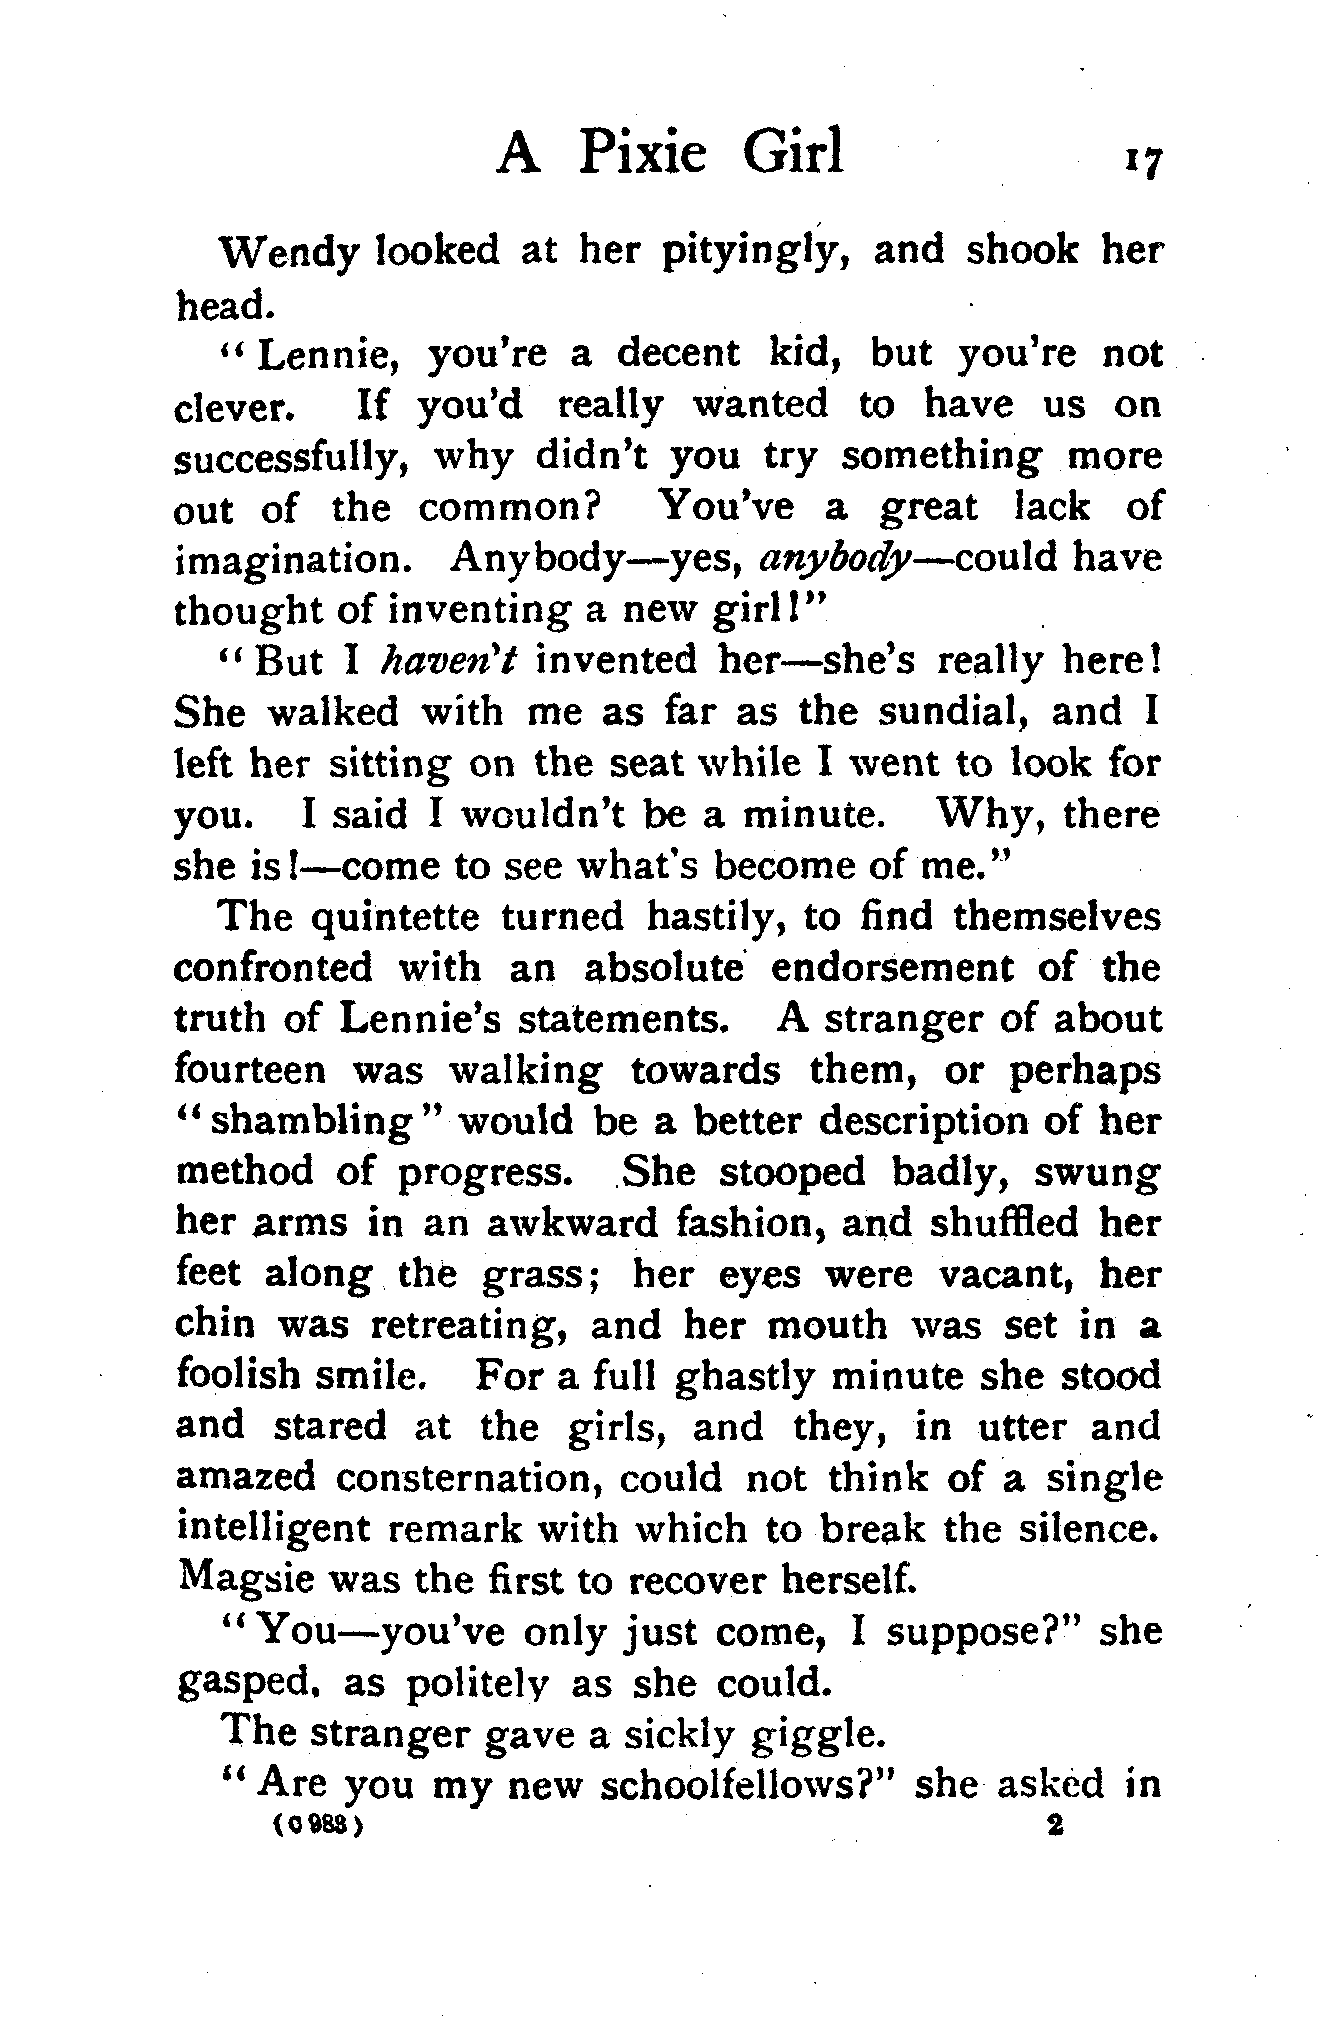 A Pixie Girl 17
Wendy looked at her pityingly, and shook her
head.
"Lennie, you're a decent kid, but you're not
clever. If you'd really wanted to have us on
successfully, why didn't you try something more
out of the common? You've a great lack of
imagination. Anybody—yes, anybody—could have
thought of inventing a new girl!"
"But I haven't invented her—she's really here!
She walked with me as far as the sundial, and I
left her sitting on the seat while I went to look for
you. I said I wouldn't be a minute. Why, there
she is!—come to see what's become of me."
The quintette turned hastily, to find themselves
confronted with an absolute endorsement of the
truth of Lennie's statements. A stranger of about
fourteen was walking towards them, or perhaps
"shambling" would be a better description of her
method of progress. She stooped badly, swung
her arms in an awkward fashion, and shuffled her
feet along the grass; her eyes were vacant, her
chin was retreating, and her mouth was set in a
foolish smile. For a full ghastly minute she stood
and stared at the girls, and they, in utter and
amazed consternation, could not think of a single
intelligent remark with which to break the silence.
Magsie was the first to recover herself.
"You—you've only just come, I suppose?" she
gasped, as politely as she could.
The stranger gave a sickly giggle.
"Are you my new schoolfellows?" she asked in
(C 983) 2